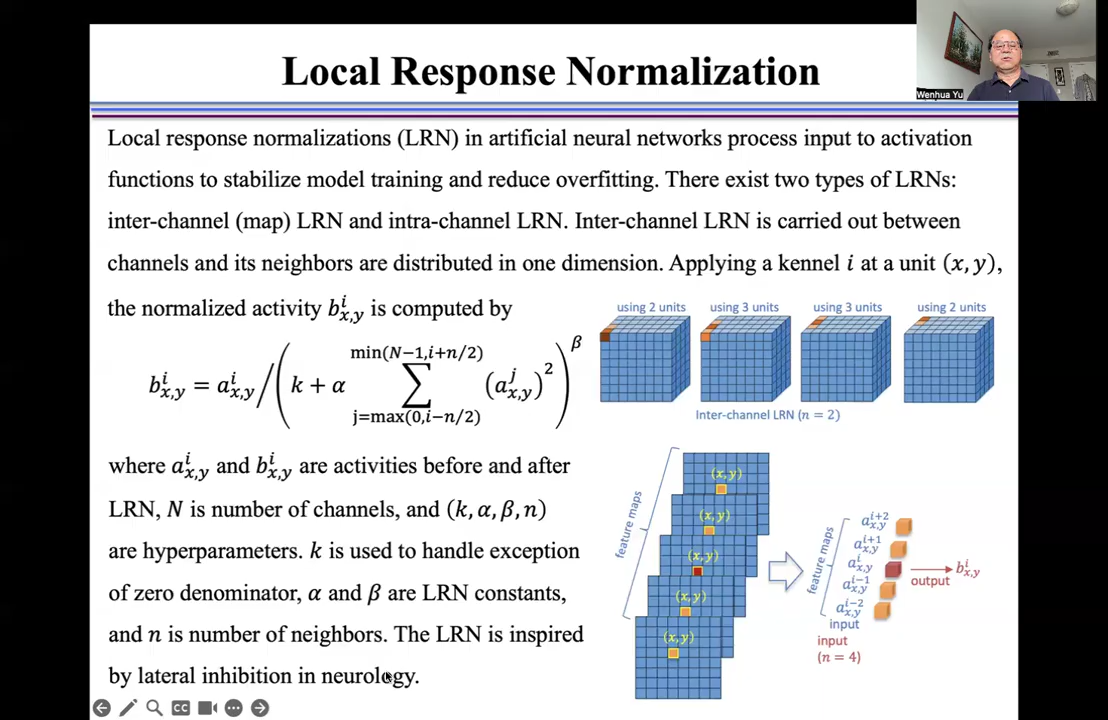 Local Response Normalization
Wenhua Yu
Local response normalizations (LRN) in artificial neural networks process input to activation
functions to stabilize model training and reduce overfitting. There exist two types of LRNs:
inter-channel (map) LRN and intra-channel LRN. Inter-channel LRN is carried out between
channels and its neighbors are distributed in one dimension. Applying a kennel i at a unit (x, y),
the normalized activity b^i_{x,y} is computed by
b^i_{x,y} = a^i_{x,y} / ( k + α ∑_{j=max(0,i−n/2)}^{min(N−1,i+n/2)} (a^j_{x,y})^2 )^β
where a^i_{x,y} and b^i_{x,y} are activities before and after
LRN, N is number of channels, and (k, α, β, n)
are hyperparameters. k is used to handle exception
of zero denominator, α and β are LRN constants,
and n is number of neighbors. The LRN is inspired
by lateral inhibition in neurology.
using 2 units
using 3 units
using 3 units
using 2 units
Inter-channel LRN (n = 2)
feature maps
(x, y)
(x, y)
(x, y)
(x, y)
(x, y)
feature maps
a^{i+2}_{x,y}
a^{i+1}_{x,y}
a^i_{x,y}
a^{i−1}_{x,y}
a^{i−2}_{x,y}
output
b^i_{x,y}
input
input
(n = 4)
CC